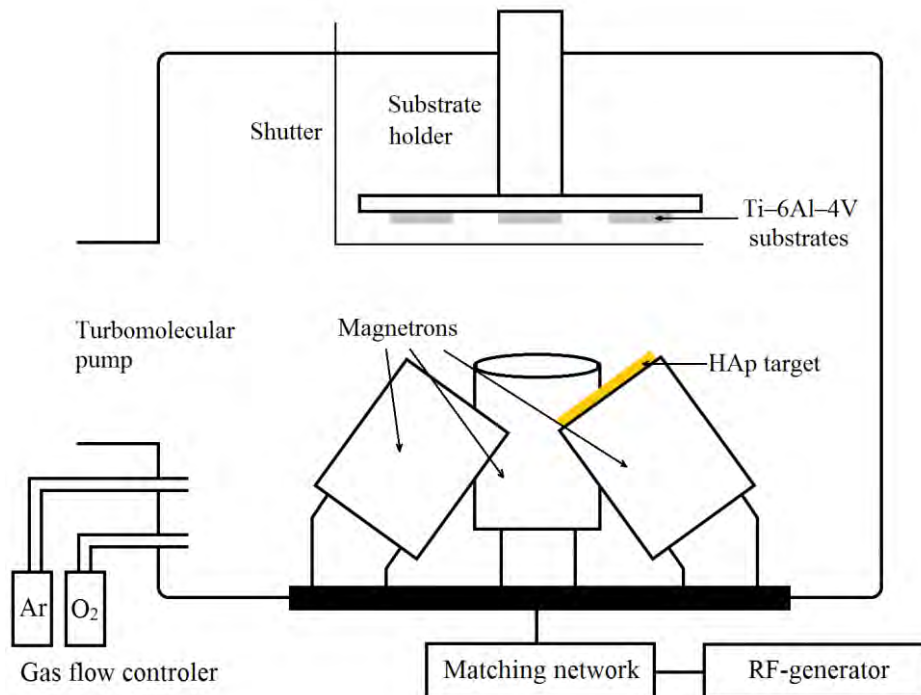 Substrate
holder
Shutter
Ti–6Al–4V
substrates
Turbomolecular
pump
Magnetrons
HAp target
Ar
O₂
Gas flow controler
Matching network
RF-generator